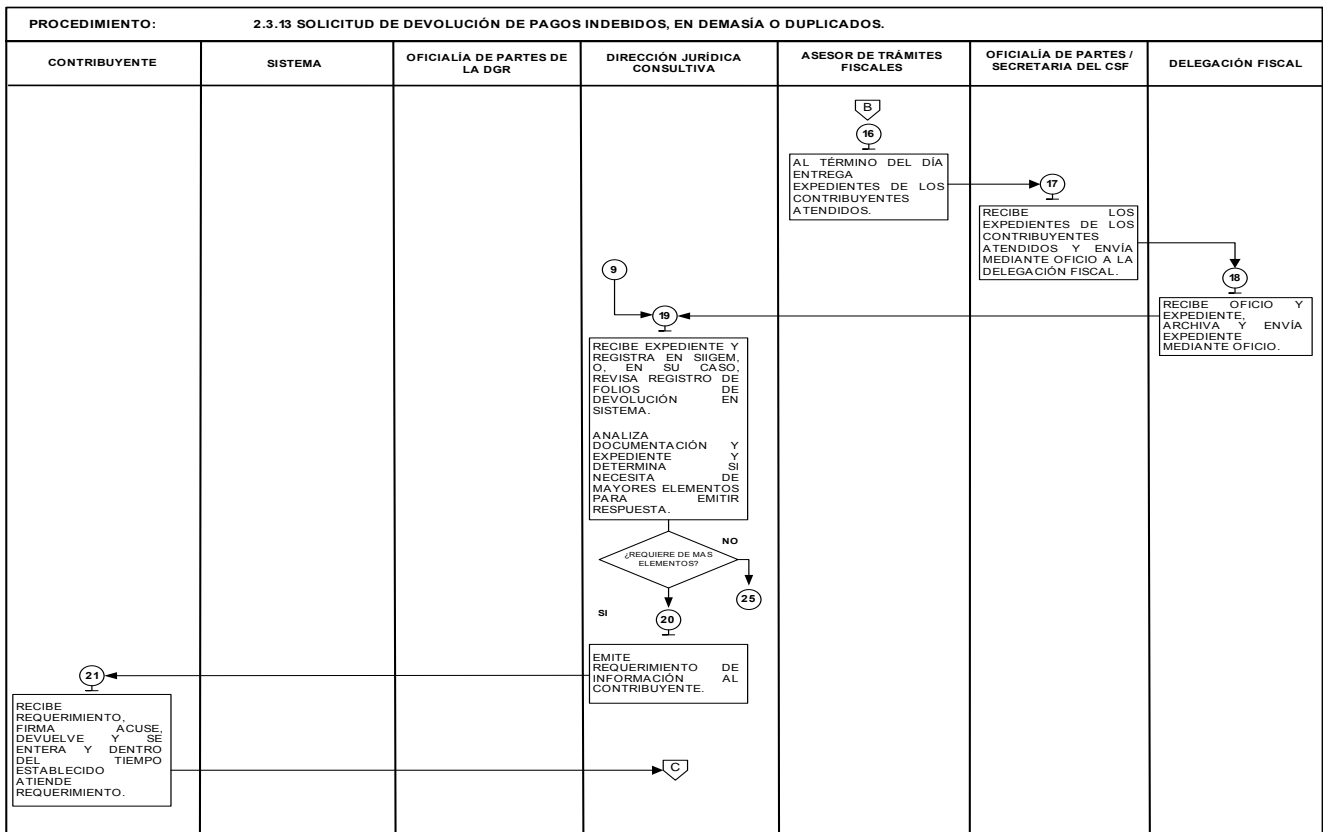 PROCEDIMIENTO: 2.3.13 SOLICITUD DE DEVOLUCIÓN DE PAGOS INDEBIDOS, EN DEMASÍA O DUPLICADOS.
CONTRIBUYENTE
SISTEMA
OFICIALÍA DE PARTES DE
LA DGR
DIRECCIÓN JURÍDICA
CONSULTIVA
ASESOR DE TRÁMITES
FISCALES
OFICIALÍA DE PARTES /
SECRETARIA DEL CSF
DELEGACIÓN FISCAL
B
16
AL TÉRMINO DEL DÍA
ENTREGA
EXPEDIENTES DE LOS
CONTRIBUYENTES
ATENDIDOS.
17
RECIBE LOS
EXPEDIENTES DE LOS
CONTRIBUYENTES
ATENDIDOS Y ENVÍA
MEDIANTE OFICIO A LA
DELEGACIÓN FISCAL.
18
RECIBE OFICIO Y
EXPEDIENTE,
ARCHIVA Y ENVÍA
EXPEDIENTE
MEDIANTE OFICIO.
9
19
RECIBE EXPEDIENTE Y
REGISTRA EN SIIGEM,
O, EN SU CASO,
REVISA REGISTRO DE
FOLIOS DE
DEVOLUCIÓN EN
SISTEMA.
ANALIZA
DOCUMENTACIÓN Y
EXPEDIENTE Y
DETERMINA SI
NECESITA DE
MAYORES ELEMENTOS
PARA EMITIR
RESPUESTA.
¿REQUIERE DE MAS
ELEMENTOS?
NO
25
SI
20
EMITE
REQUERIMIENTO DE
INFORMACIÓN AL
CONTRIBUYENTE.
21
RECIBE
REQUERIMIENTO,
FIRMA ACUSE,
DEVUELVE Y SE
ENTERA Y DENTRO
DEL TIEMPO
ESTABLECIDO
ATIENDE
REQUERIMIENTO.
C